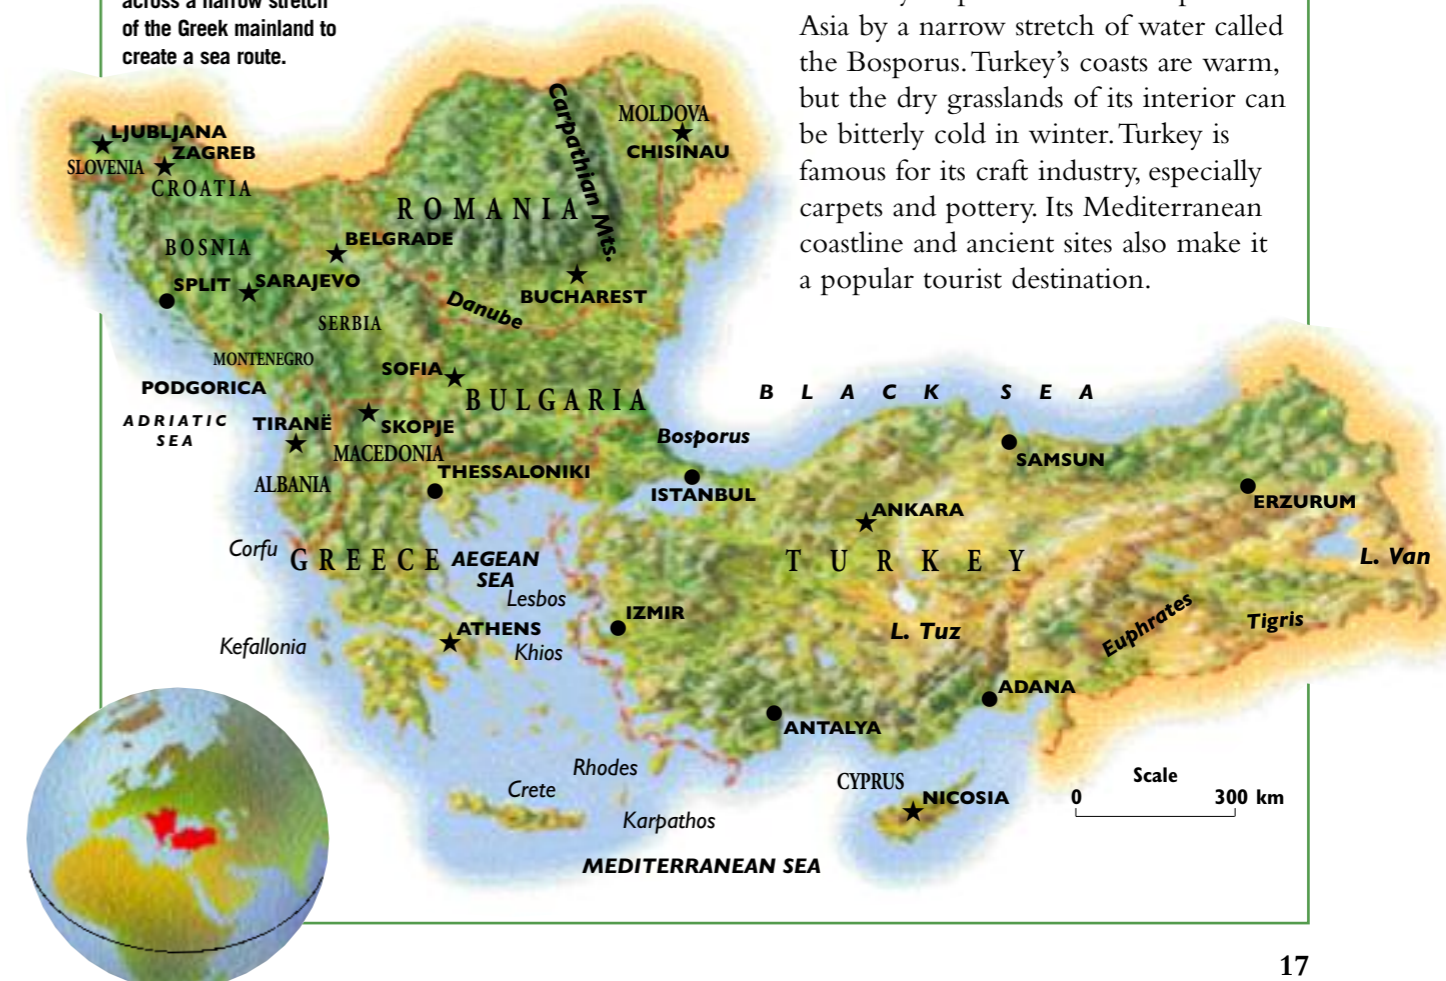 across a narrow stretch
of the Greek mainland to
create a sea route.
Asia by a narrow stretch of water called
the Bosporus. Turkey’s coasts are warm,
but the dry grasslands of its interior can
be bitterly cold in winter. Turkey is
famous for its craft industry, especially
carpets and pottery. Its Mediterranean
coastline and ancient sites also make it
a popular tourist destination.
LJUBLJANA
SLOVENIA
ZAGREB
CROATIA
Carpathian Mts.
MOLDOVA
CHISINAU
ROMANIA
BOSNIA
BELGRADE
SPLIT
SARAJEVO
BUCHAREST
Danube
SERBIA
MONTENEGRO
SOFIA
PODGORICA
BULGARIA
BLACK SEA
ADRIATIC
SEA
TIRANË
SKOPJE
Bosporus
MACEDONIA
SAMSUN
THESSALONIKI
ALBANIA
ISTANBUL
ERZURUM
ANKARA
Corfu
GREECE
AEGEAN
SEA
TURKEY
L. Van
Lesbos
IZMIR
Euphrates
Tigris
ATHENS
L. Tuz
Kefallonia
Khios
ADANA
ANTALYA
Rhodes
Crete
CYPRUS
NICOSIA
Scale
0 300 km
Karpathos
MEDITERRANEAN SEA
17